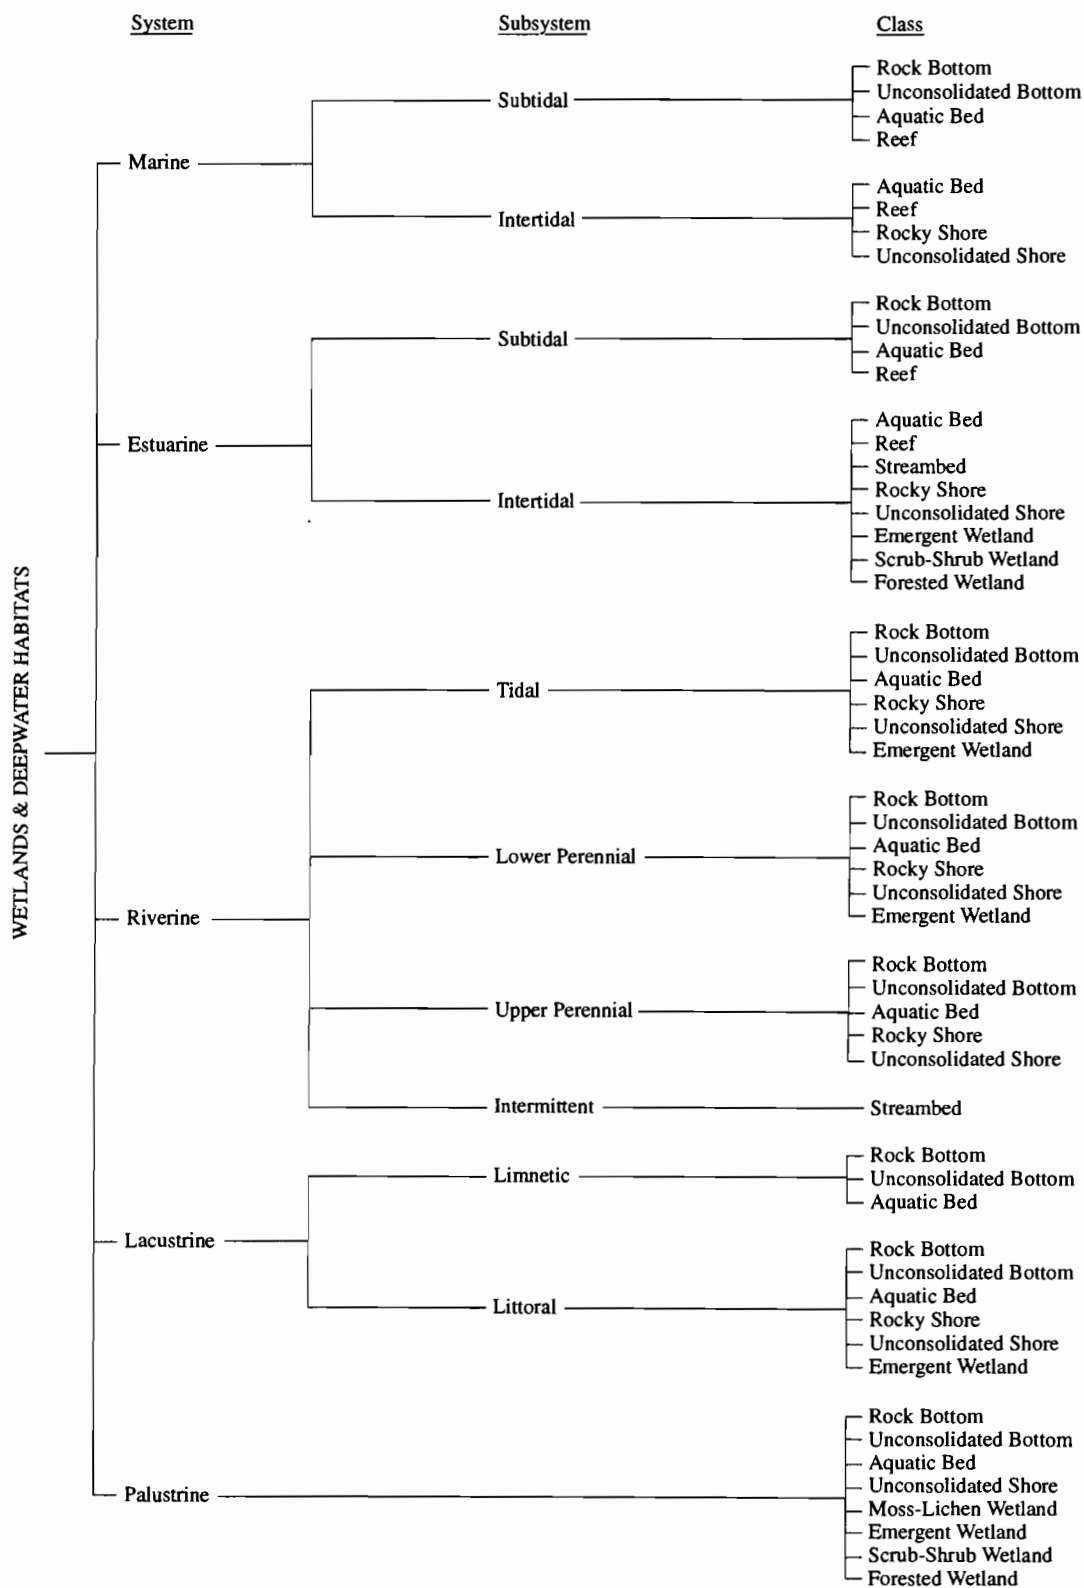 System Subsystem Class
WETLANDS & DEEPWATER HABITATS
Marine
Subtidal
Rock Bottom
Unconsolidated Bottom
Aquatic Bed
Reef
Intertidal
Aquatic Bed
Reef
Rocky Shore
Unconsolidated Shore
Estuarine
Subtidal
Rock Bottom
Unconsolidated Bottom
Aquatic Bed
Reef
Intertidal
Aquatic Bed
Reef
Streambed
Rocky Shore
Unconsolidated Shore
Emergent Wetland
Scrub-Shrub Wetland
Forested Wetland
Riverine
Tidal
Rock Bottom
Unconsolidated Bottom
Aquatic Bed
Rocky Shore
Unconsolidated Shore
Emergent Wetland
Lower Perennial
Rock Bottom
Unconsolidated Bottom
Aquatic Bed
Rocky Shore
Unconsolidated Shore
Emergent Wetland
Upper Perennial
Rock Bottom
Unconsolidated Bottom
Aquatic Bed
Rocky Shore
Unconsolidated Shore
Intermittent
Streambed
Lacustrine
Limnetic
Rock Bottom
Unconsolidated Bottom
Aquatic Bed
Littoral
Rock Bottom
Unconsolidated Bottom
Aquatic Bed
Rocky Shore
Unconsolidated Shore
Emergent Wetland
Palustrine
Rock Bottom
Unconsolidated Bottom
Aquatic Bed
Unconsolidated Shore
Moss-Lichen Wetland
Emergent Wetland
Scrub-Shrub Wetland
Forested Wetland